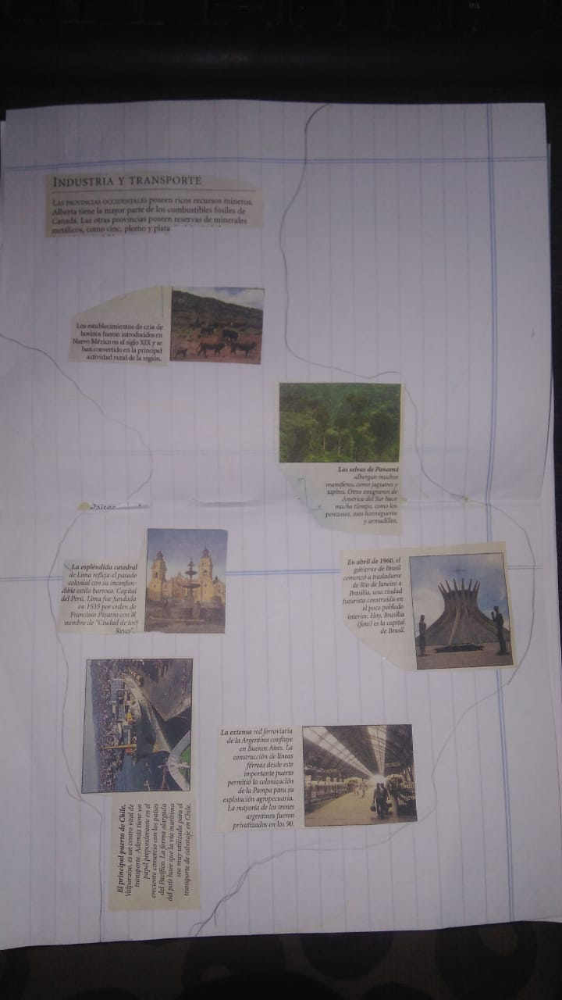 INDUSTRIA Y TRANSPORTE
LAS PROVINCIAS OCCIDENTALES poseen ricos recursos mineros.
Alberta tiene la mayor parte de los combustibles fósiles de
Canadá. Las otras provincias poseen reservas de minerales
metálicos, como cinc, plomo y plata
Los establecimientos de cría de
bovinos fueron introducidos en
Nuevo México en el siglo XIX y se
han convertido en la principal
actividad rural de la región.
Las selvas de Panamá
albergan muchos
mamíferos, como jaguares y
tapires. Otros emigraron de
América del Sur hace
mucho tiempo, como los
perezosos, osos hormigueros
y armadillos.
La espléndida catedral
de Lima refleja el pasado
colonial con su inconfun-
dible estilo barroco. Capital
del Perú, Lima fue fundada
en 1535 por orden de
Francisco Pizarro con el
nombre de "Ciudad de los
Reyes".
En abril de 1960, el
gobierno de Brasil
comenzó a trasladarse
de Río de Janeiro a
Brasilia, una ciudad
futurista construida en
el poco poblado
interior. Hoy, Brasilia
(foto) es la capital
de Brasil.
La extensa red ferroviaria
de la Argentina confluye
en Buenos Aires. La
construcción de líneas
férreas desde este
importante puerto
permitió la colonización
de la Pampa para su
explotación agropecuaria.
La mayoría de los trenes
argentinos fueron
privatizados en los 90.
El principal puerto de Chile,
Valparaíso, es un centro vital de
transporte. Además tiene un
papel preponderante en el
creciente comercio con los países
del Pacífico. La forma alargada
del país hace que la vía marítima
sea muy utilizada para el
transporte de cabotaje en Chile.
Ins